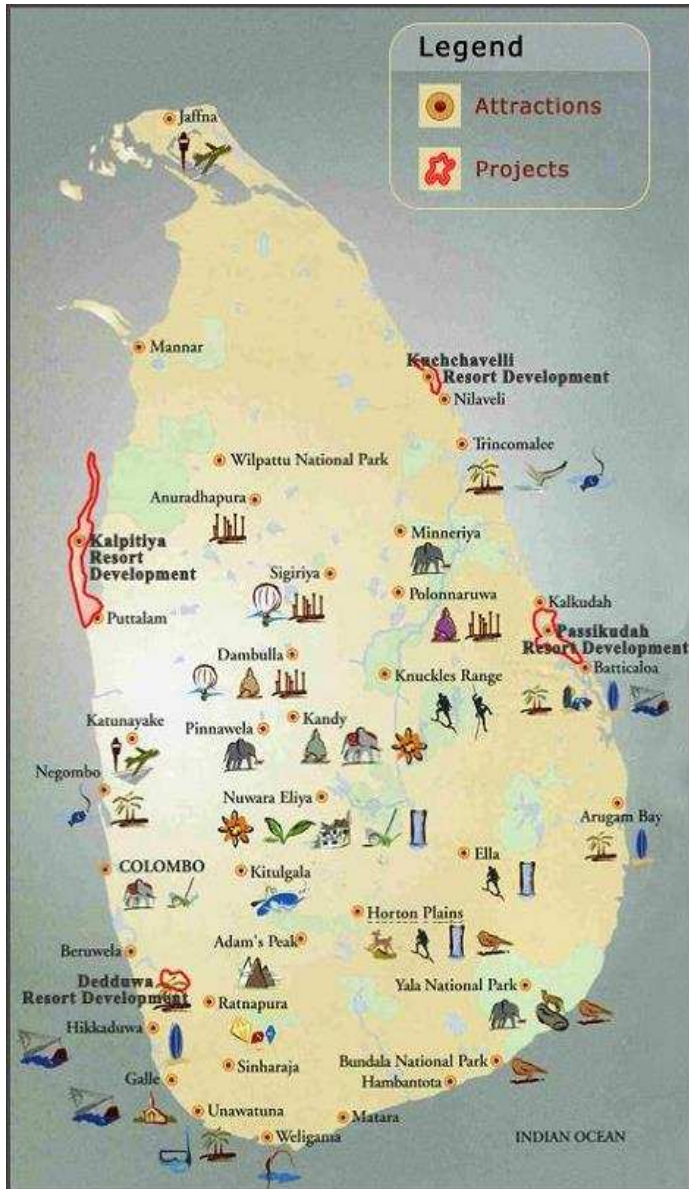 Legend
Attractions
Projects
Jaffna
Mannar
Kuchchavelli
Resort Development
Nilaveli
Trincomalee
Wilpattu National Park
Anuradhapura
Minneriya
Kalpitiya
Resort
Development
Sigiriya
Polonnaruwa
Kalkudah
Puttalam
Passikudah
Resort Development
Dambulla
Batticaloa
Knuckles Range
Katunayake
Pinnawela
Kandy
Negombo
Nuwara Eliya
Arugam Bay
Ella
COLOMBO
Kitulgala
Horton Plains
Beruwela
Adam's Peak
Dedduwa
Resort Development
Yala National Park
Ratnapura
Hikkaduwa
Sinharaja
Bundala National Park
Galle
Hambantota
Unawatuna
Matara
Weligama
INDIAN OCEAN